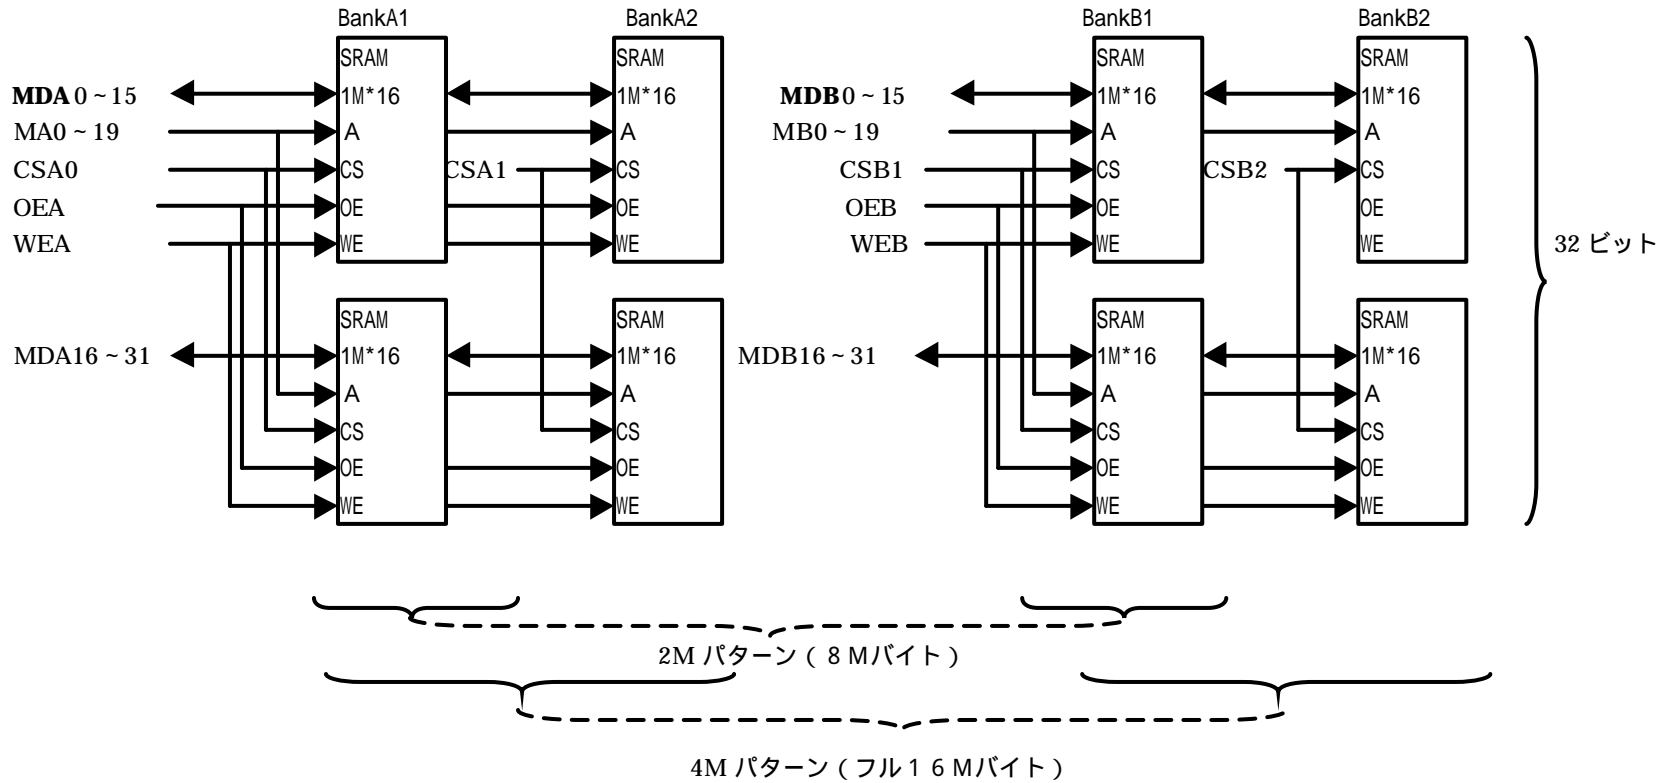 BankA1
BankA2
BankB1
BankB2
SRAM
SRAM
SRAM
SRAM
MDA0~15
1M*16
1M*16
MDB0~15
1M*16
1M*16
MA0~19
A
A
MB0~19
A
A
CSA0
CS
CSA1
CS
CSB1
CS
CSB2
CS
OEA
OE
OE
OEB
OE
OE
WEA
WE
WE
WEB
WE
WE
32 ビット
SRAM
SRAM
SRAM
SRAM
MDA16~31
1M*16
1M*16
MDB16~31
1M*16
1M*16
A
A
A
A
CS
CS
CS
CS
OE
OE
OE
OE
WE
WE
WE
WE
2M パターン(8Mバイト)
4M パターン(フル16Mバイト)